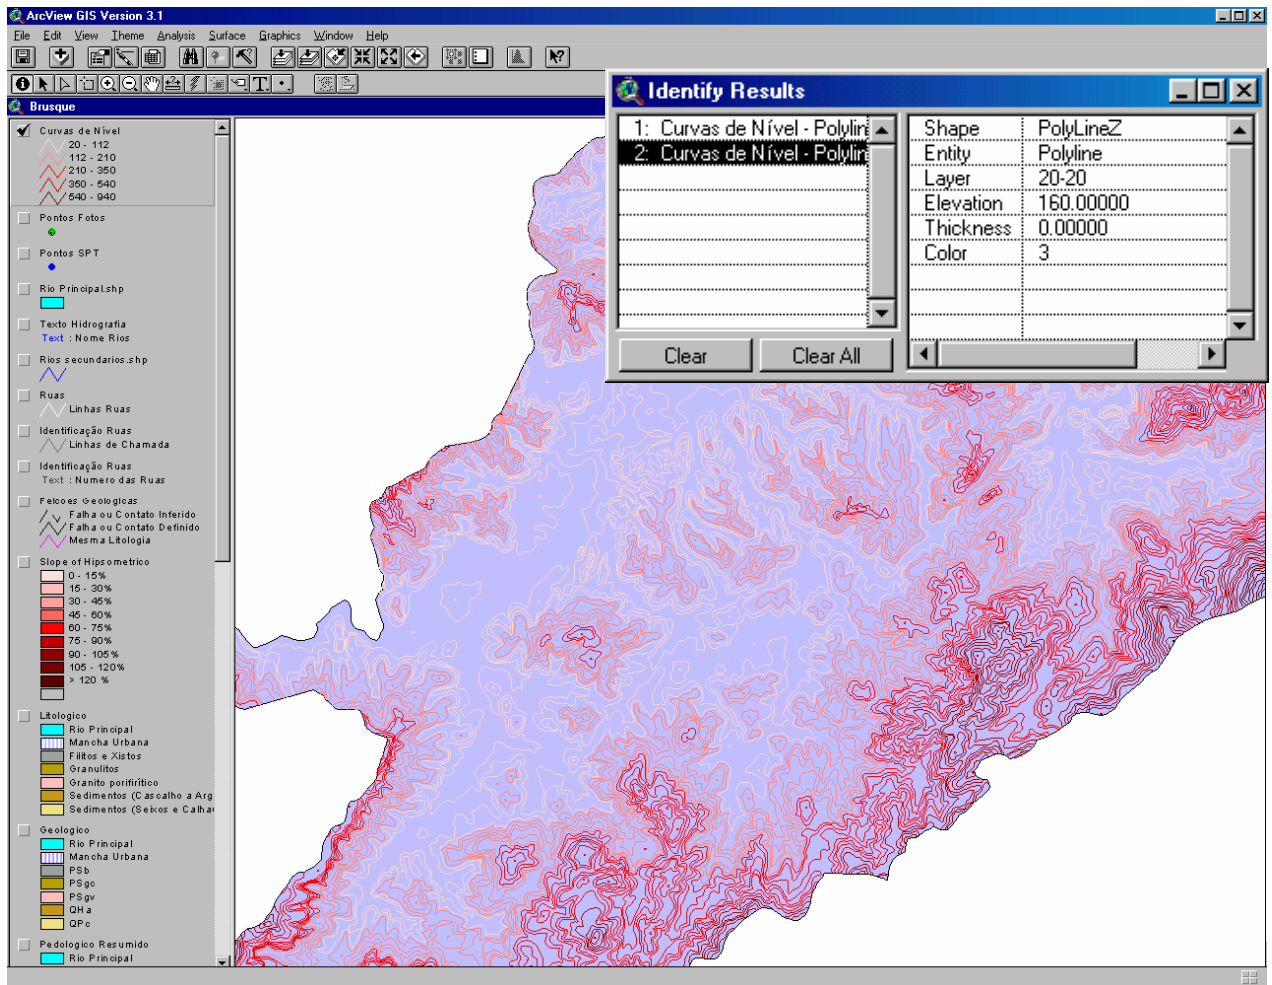 ArcView GIS Version 3.1
File Edit View Theme Analysis Surface Graphics Window Help
Brusque
Identify Results
1: Curvas de Nível - Polylin
2: Curvas de Nível - Polylin
Shape PolyLineZ
Entity Polyline
Layer 20-20
Elevation 160.00000
Thickness 0.00000
Color 3
Clear
Clear All
Curvas de Nível
20 - 112
112 - 210
210 - 350
350 - 540
540 - 940
Pontos Fotos
Pontos SPT
Rio Principal.shp
Texto Hidrografia
Text : Nome Rios
Rios secundarios.shp
Ruas
Linhas Ruas
Identificação Ruas
Linhas de Chamada
Identificação Ruas
Text : Numero das Ruas
Felcoes Geologicas
Falha ou Contato Inferido
Falha ou Contato Definido
Mesma Litologia
Slope of Hipsometrico
0 - 15%
15 - 30%
30 - 45%
45 - 60%
60 - 75%
75 - 90%
90 - 105%
105 - 120%
> 120 %
Litologico
Rio Principal
Mancha Urbana
Filitos e Xistos
Granulitos
Granito porifirítico
Sedimentos (Cascalho a Arg
Sedimentos (Seixos e Calha
Geologico
Rio Principal
Mancha Urbana
PSb
PSgc
PSgv
QHa
QPc
Pedologico Resumido
Rio Principal